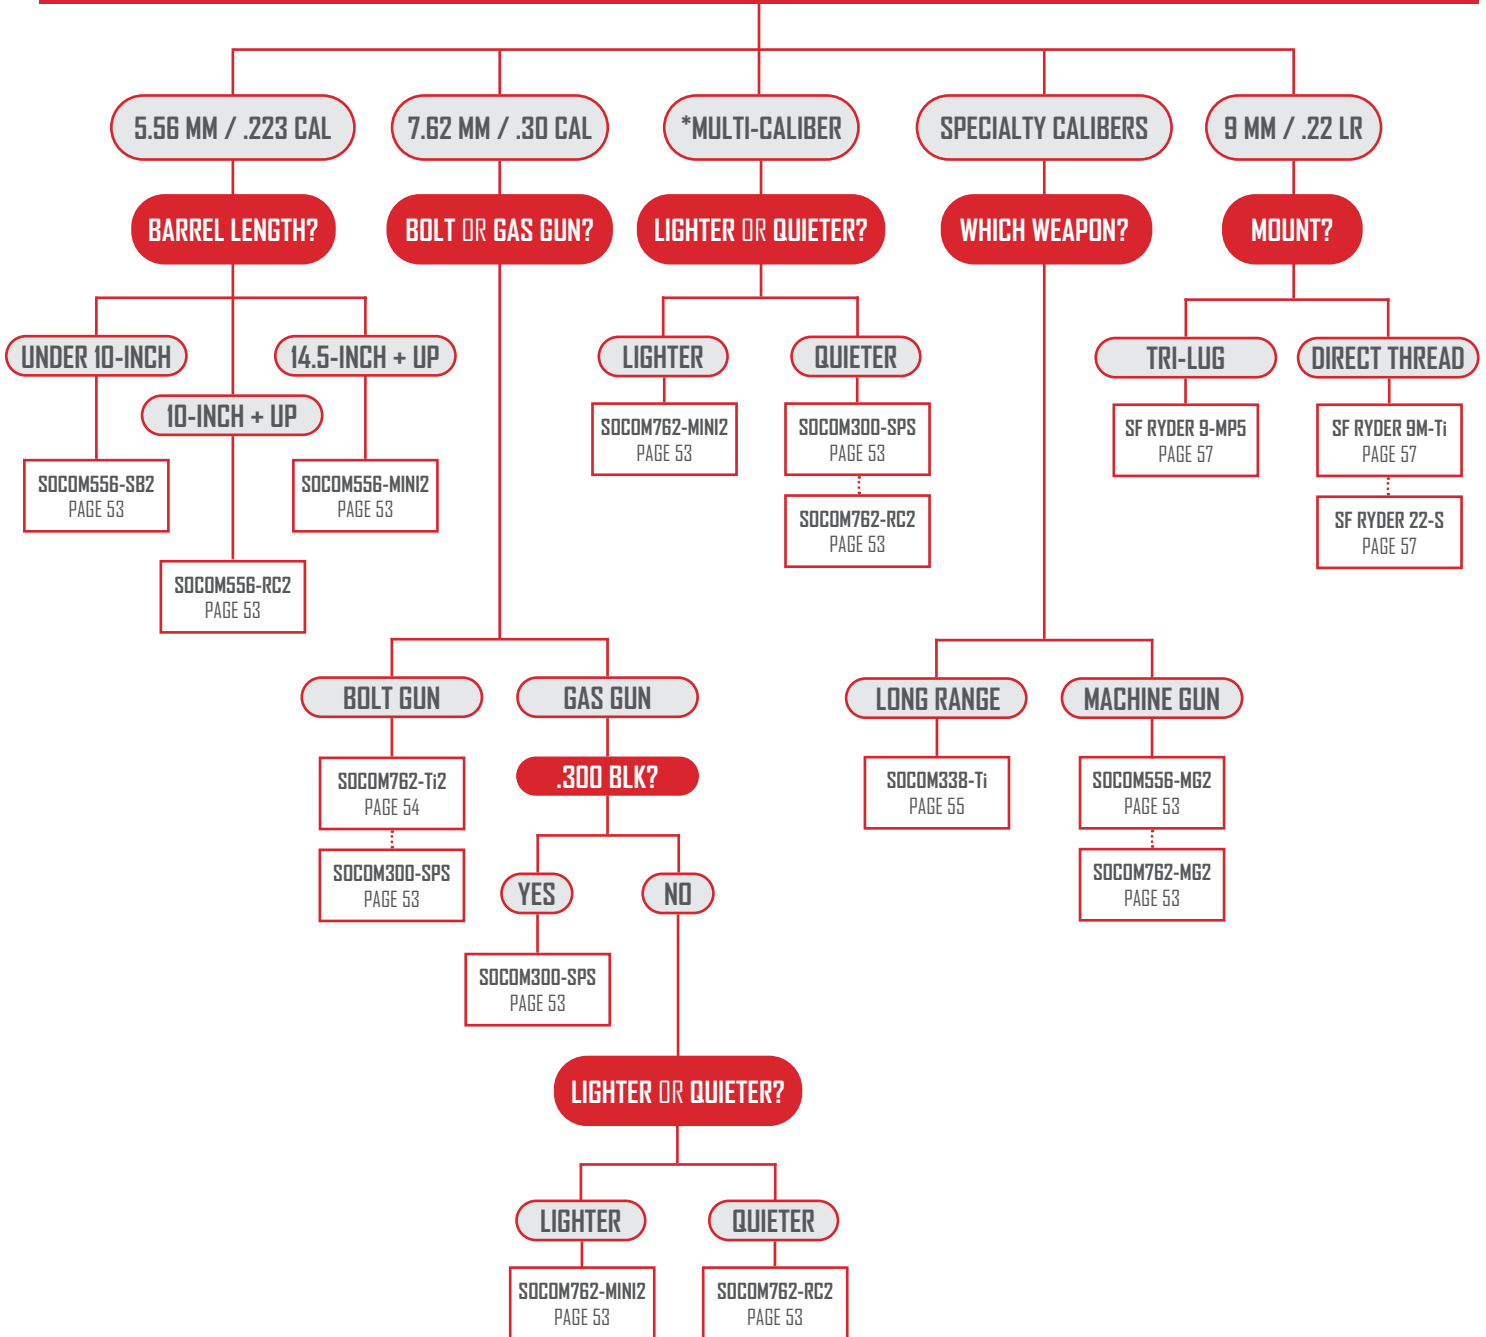 5.56 MM / .223 CAL
7.62 MM / .30 CAL
*MULTI-CALIBER
SPECIALTY CALIBERS
9 MM / .22 LR
BARREL LENGTH?
BOLT OR GAS GUN?
LIGHTER OR QUIETER?
WHICH WEAPON?
MOUNT?
UNDER 10-INCH
14.5-INCH + UP
LIGHTER
QUIETER
TRI-LUG
DIRECT THREAD
10-INCH + UP
SOCOM762-MINI2
PAGE 53
SOCOM300-SPS
PAGE 53
SF RYDER 9-MP5
PAGE 57
SF RYDER 9M-Ti
PAGE 57
SOCOM556-SB2
PAGE 53
SOCOM556-MINI2
PAGE 53
SOCOM762-RC2
PAGE 53
SF RYDER 22-S
PAGE 57
SOCOM556-RC2
PAGE 53
BOLT GUN
GAS GUN
LONG RANGE
MACHINE GUN
SOCOM762-Ti2
PAGE 54
.300 BLK?
SOCOM338-Ti
PAGE 55
SOCOM556-MG2
PAGE 53
SOCOM300-SPS
PAGE 53
YES
NO
SOCOM762-MG2
PAGE 53
SOCOM300-SPS
PAGE 53
LIGHTER OR QUIETER?
LIGHTER
QUIETER
SOCOM762-MINI2
PAGE 53
SOCOM762-RC2
PAGE 53